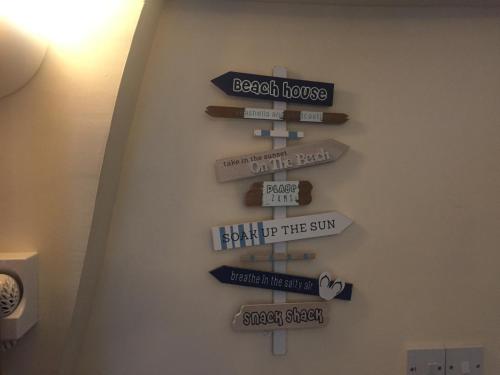 Beach house
take in the sunset
On The Beach
SOAK UP THE SUN
breathe in the salty air
snack shack